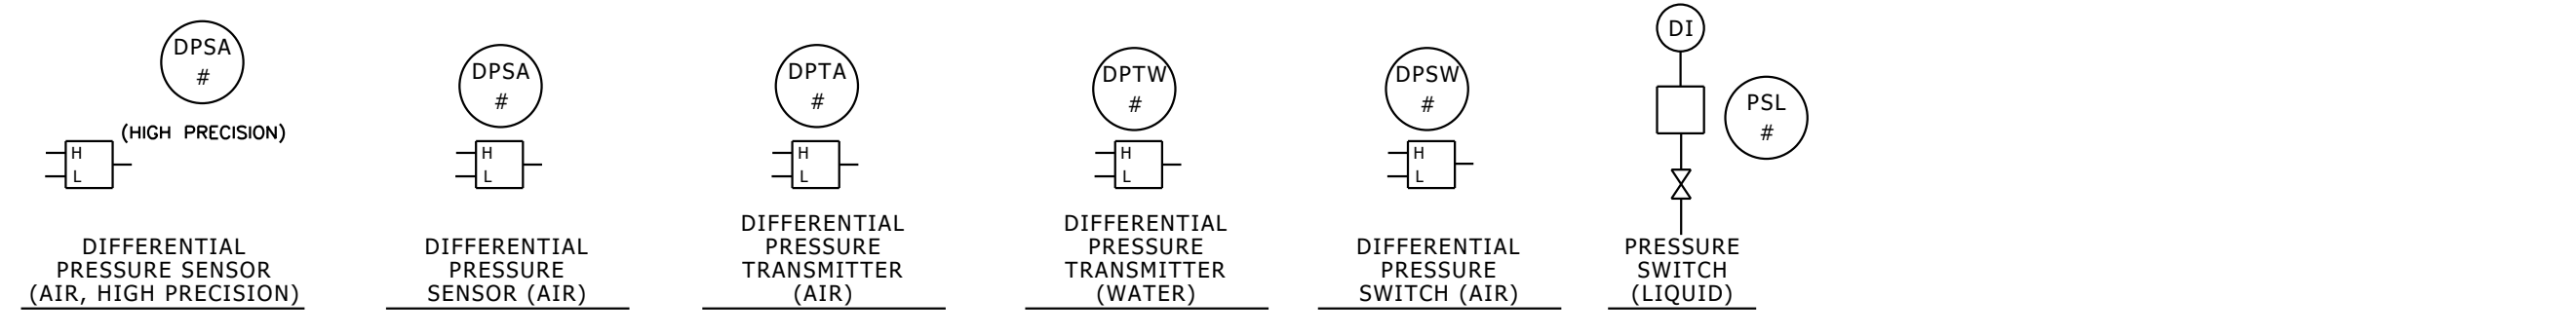 DPSA
#
(HIGH PRECISION)
H
L
DIFFERENTIAL
PRESSURE SENSOR
(AIR, HIGH PRECISION)
DPSA
#
H
L
DIFFERENTIAL
PRESSURE
SENSOR (AIR)
DPTA
#
H
L
DIFFERENTIAL
PRESSURE
TRANSMITTER
(AIR)
DPTW
#
H
L
DIFFERENTIAL
PRESSURE
TRANSMITTER
(WATER)
DPSW
#
H
L
DIFFERENTIAL
PRESSURE
SWITCH (AIR)
DI
PSL
#
PRESSURE
SWITCH
(LIQUID)